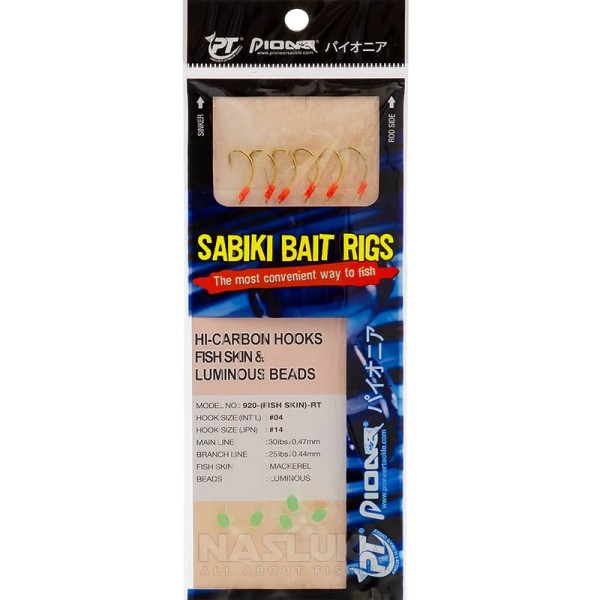 PT PIONEER パイオニア
www.pioneertackle.com
SINKER
ROD SIDE
SABIKI BAIT RIGS
The most convenient way to fish
HI-CARBON HOOKS
FISH SKIN &
LUMINOUS BEADS
MODEL NO.: 920-(FISH SKIN)-RT
HOOK SIZE (INT'L) : #04
HOOK SIZE (JPN) : #14
MAIN LINE : 30lbs/0.47mm
BRANCH LINE : 25lbs/0.44mm
FISH SKIN : MACKEREL
BEADS : LUMINOUS
PT PIONEER パイオニア
www.pioneertackle.com
NASLUK
ALL ABOUT FISH